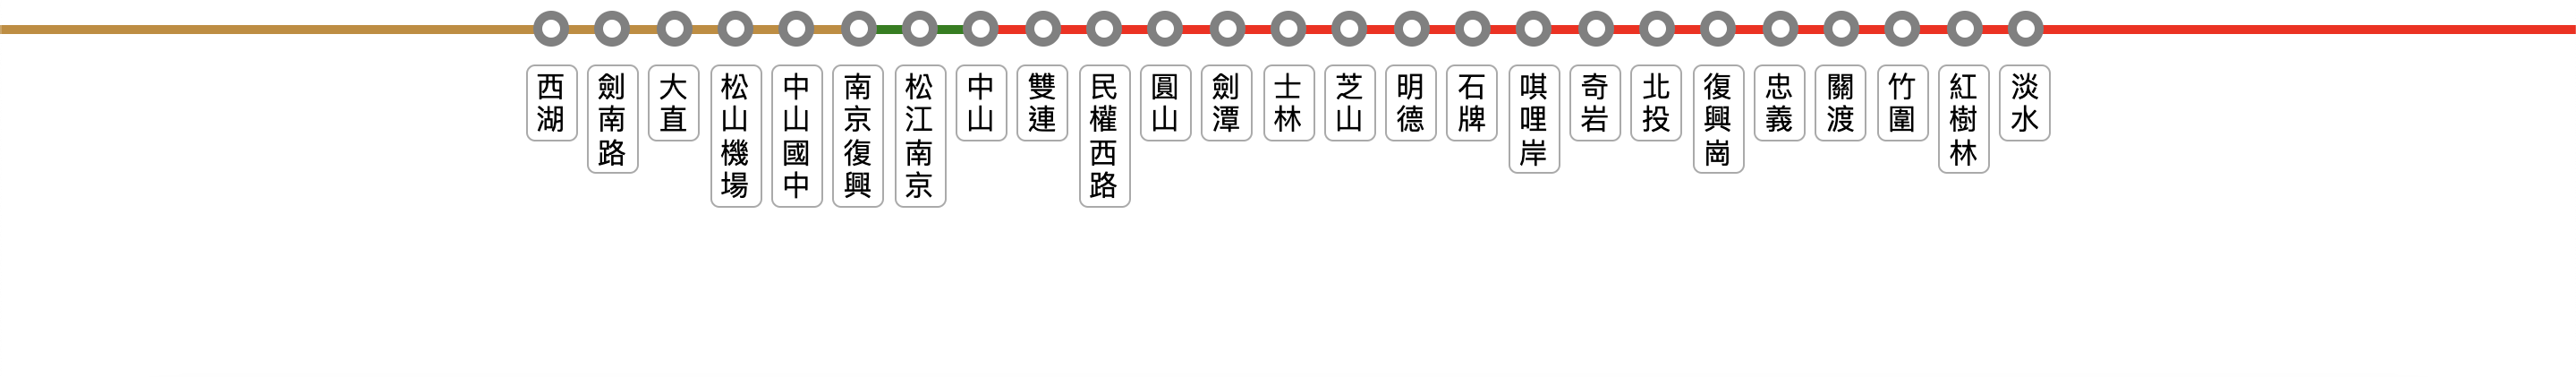 西湖
劍南路
大直
松山機場
中山國中
南京復興
松江南京
中山
雙連
民權西路
圓山
劍潭
士林
芝山
明德
石牌
唭哩岸
奇岩
北投
復興崗
忠義
關渡
竹圍
紅樹林
淡水